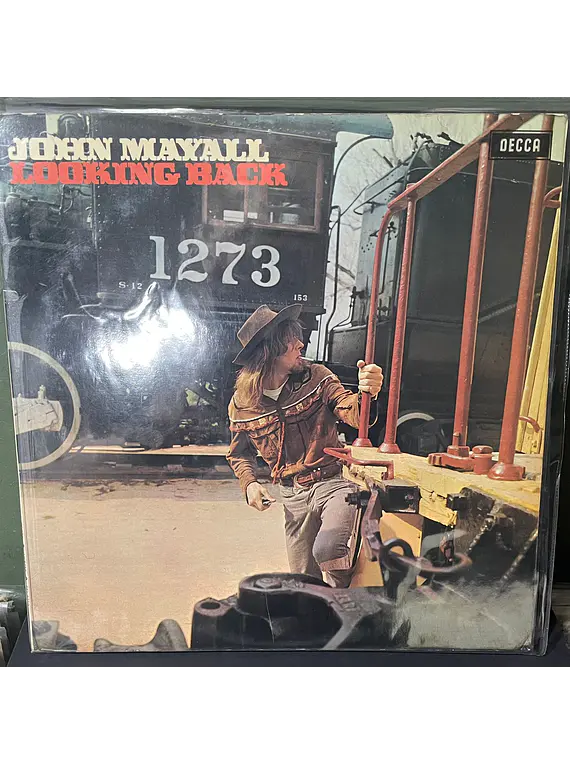 JOHN MAYALL
LOOKING BACK
DECCA
1273
S-12
153